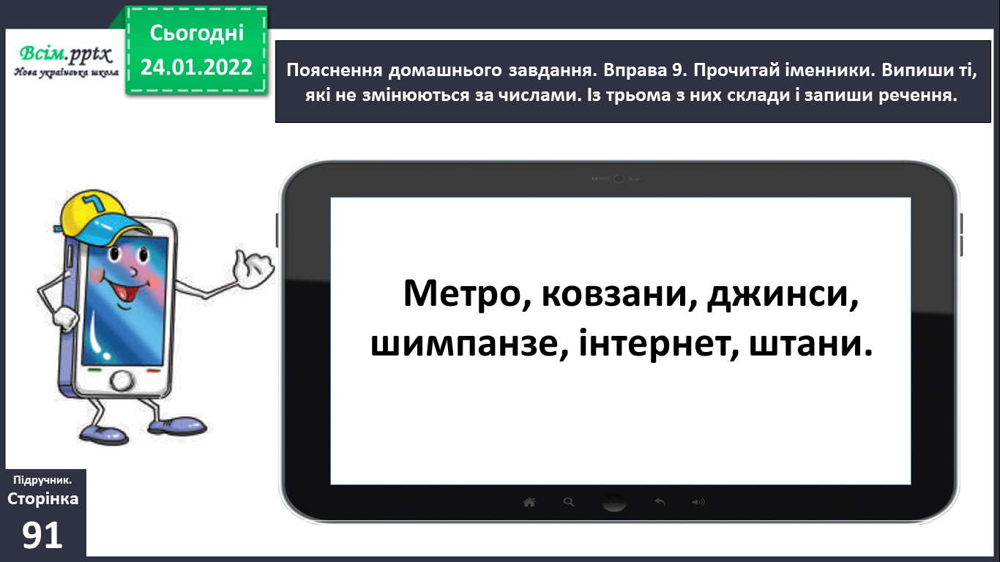 Сьогодні
24.01.2022
Всім.pptx
Нова українська школа
Пояснення домашнього завдання. Вправа 9. Прочитай іменники. Випиши ті,
які не змінюються за числами. Із трьома з них склади і запиши речення.
Метро, ковзани, джинси,
шимпанзе, інтернет, штани.
Підручник.
Сторінка
91